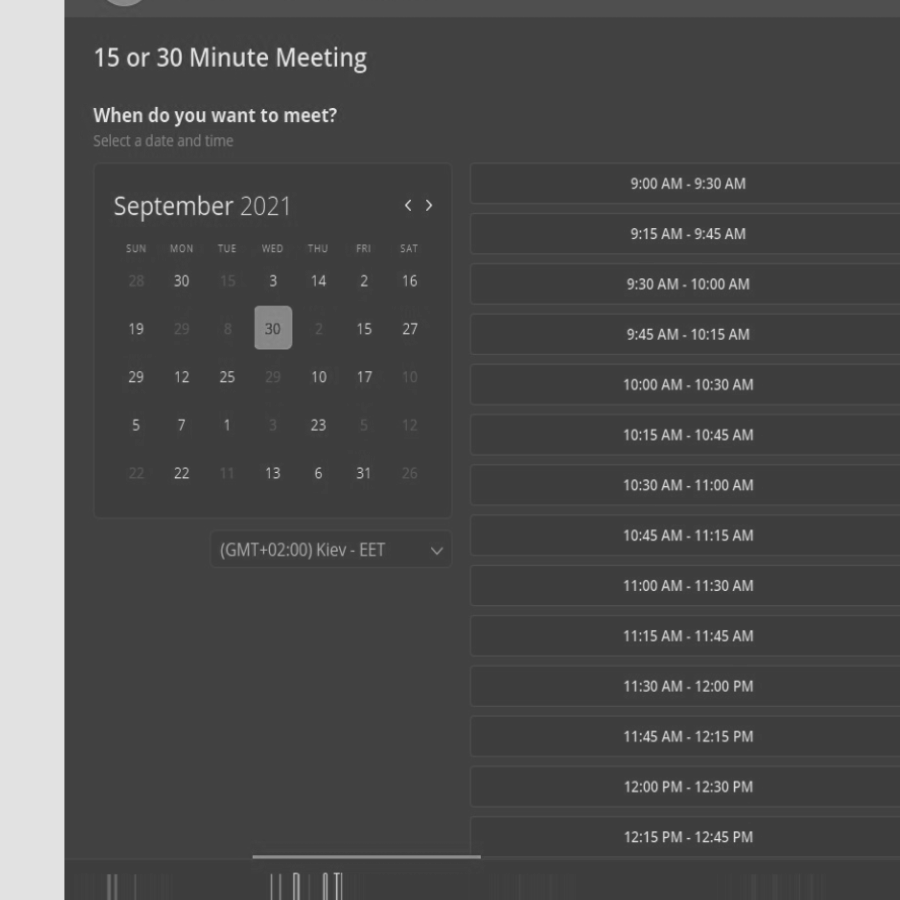 15 or 30 Minute Meeting
When do you want to meet?
Select a date and time
September 2021
SUN MON TUE WED THU FRI SAT
28 30 15 3 14 2 16
19 29 8 30 2 15 27
29 12 25 29 10 17 10
5 7 1 3 23 5 12
22 22 11 13 6 31 26
(GMT+02:00) Kiev - EET
9:00 AM - 9:30 AM
9:15 AM - 9:45 AM
9:30 AM - 10:00 AM
9:45 AM - 10:15 AM
10:00 AM - 10:30 AM
10:15 AM - 10:45 AM
10:30 AM - 11:00 AM
10:45 AM - 11:15 AM
11:00 AM - 11:30 AM
11:15 AM - 11:45 AM
11:30 AM - 12:00 PM
11:45 AM - 12:15 PM
12:00 PM - 12:30 PM
12:15 PM - 12:45 PM